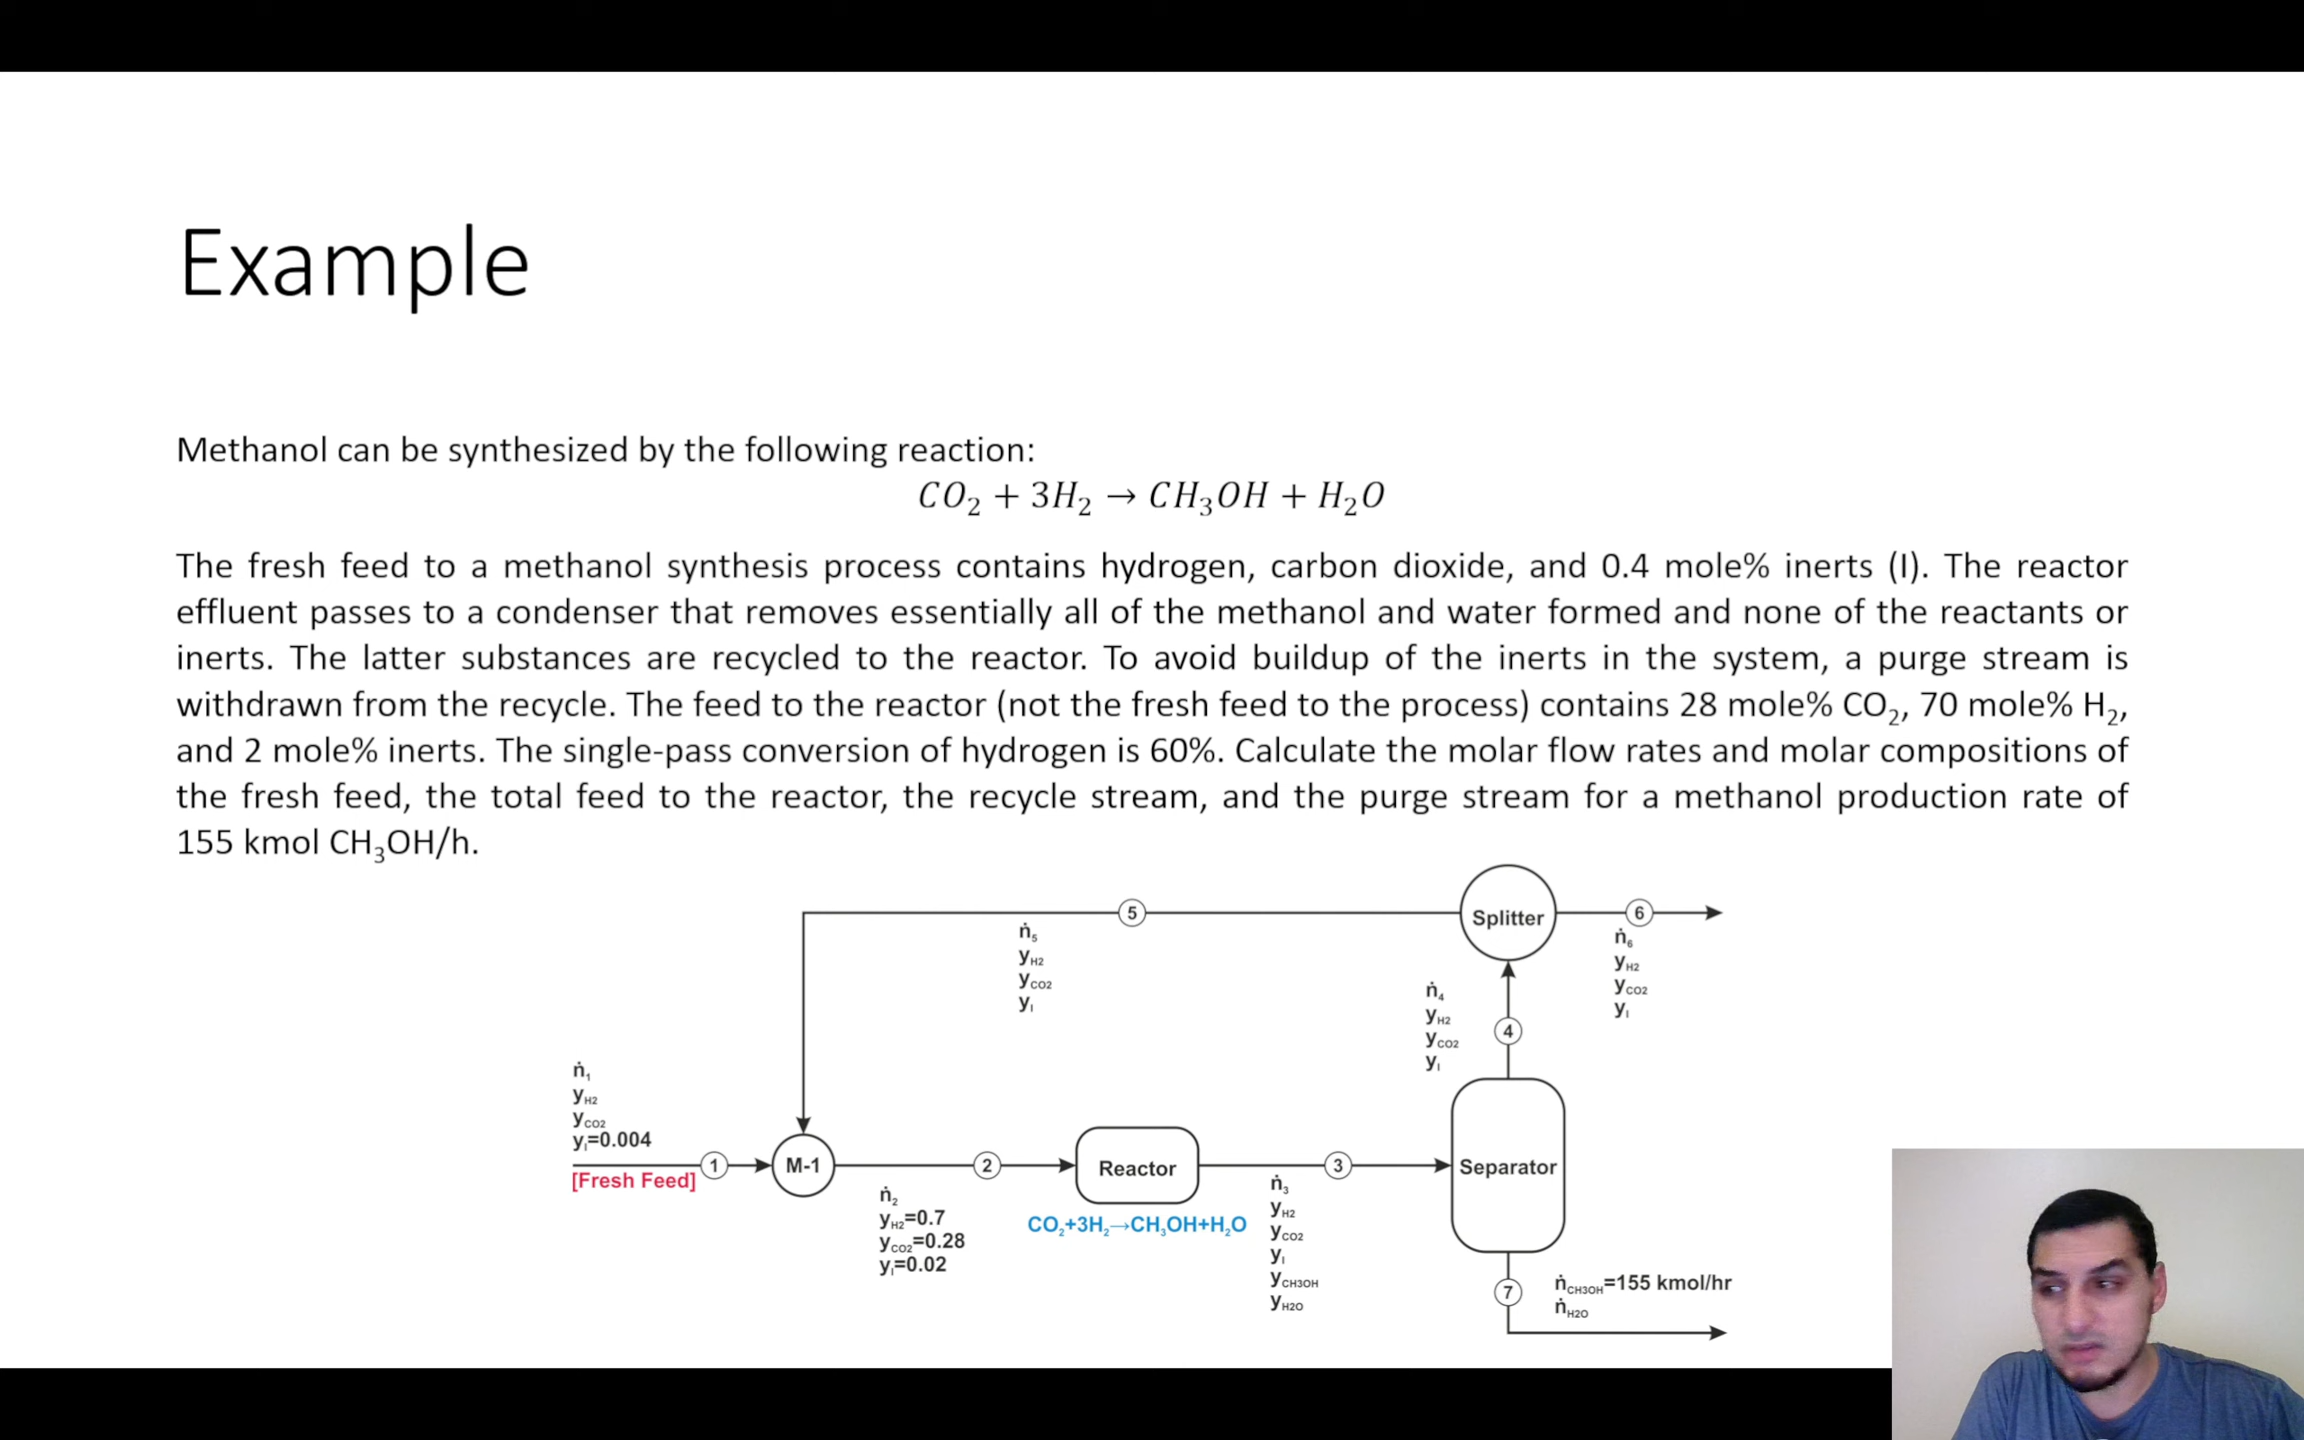 Example
Methanol can be synthesized by the following reaction:
CO₂ + 3H₂ → CH₃OH + H₂O
The fresh feed to a methanol synthesis process contains hydrogen, carbon dioxide, and 0.4 mole% inerts (I). The reactor
effluent passes to a condenser that removes essentially all of the methanol and water formed and none of the reactants or
inerts. The latter substances are recycled to the reactor. To avoid buildup of the inerts in the system, a purge stream is
withdrawn from the recycle. The feed to the reactor (not the fresh feed to the process) contains 28 mole% CO₂, 70 mole% H₂,
and 2 mole% inerts. The single-pass conversion of hydrogen is 60%. Calculate the molar flow rates and molar compositions of
the fresh feed, the total feed to the reactor, the recycle stream, and the purge stream for a methanol production rate of
155 kmol CH₃OH/h.
5
ṅ₅
y_H2
y_CO2
y_I
Splitter
6
ṅ₆
y_H2
y_CO2
y_I
ṅ₄
y_H2
y_CO2
y_I
4
ṅ₁
y_H2
y_CO2
y_I=0.004
[Fresh Feed]
1
M-1
2
ṅ₂
y_H2=0.7
y_CO2=0.28
y_I=0.02
Reactor
CO₂+3H₂→CH₃OH+H₂O
3
ṅ₃
y_H2
y_CO2
y_I
y_CH3OH
y_H2O
Separator
7
ṅ_CH3OH=155 kmol/hr
ṅ_H2O